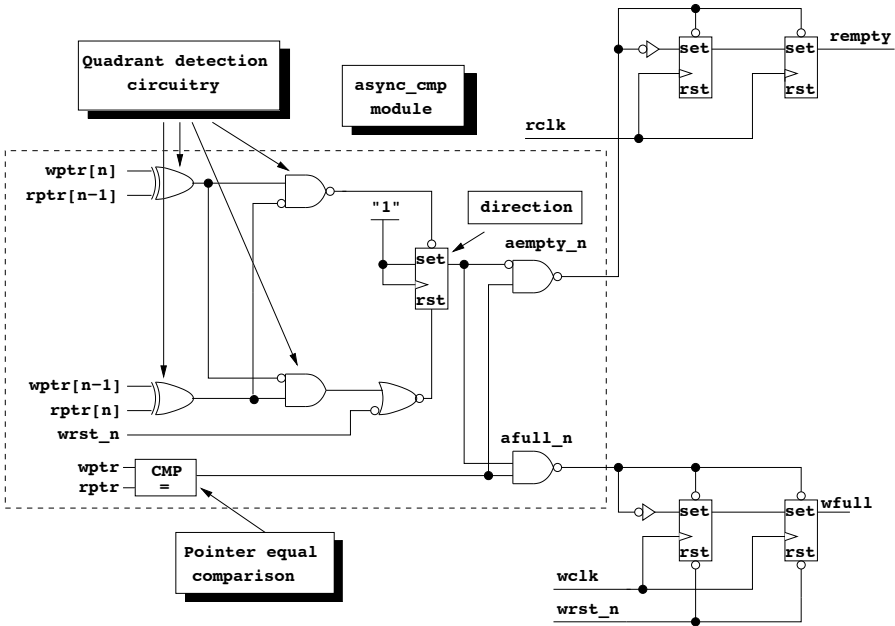 Quadrant detection
circuitry
async_cmp
module
set
rst
set
rst
rempty
rclk
wptr[n]
rptr[n−1]
"1"
direction
set
rst
aempty_n
wptr[n−1]
rptr[n]
wrst_n
wptr
rptr
CMP
=
afull_n
set
rst
set
rst
wfull
Pointer equal
comparison
wclk
wrst_n